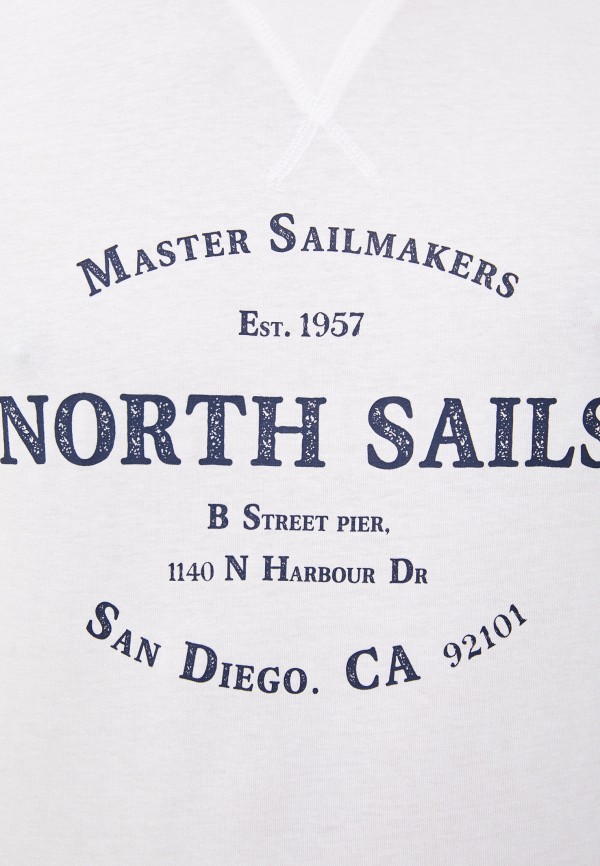 MASTER SAILMAKERS
EST. 1957
NORTH SAILS
B STREET PIER,
1140 N HARBOUR DR
SAN DIEGO. CA 92101